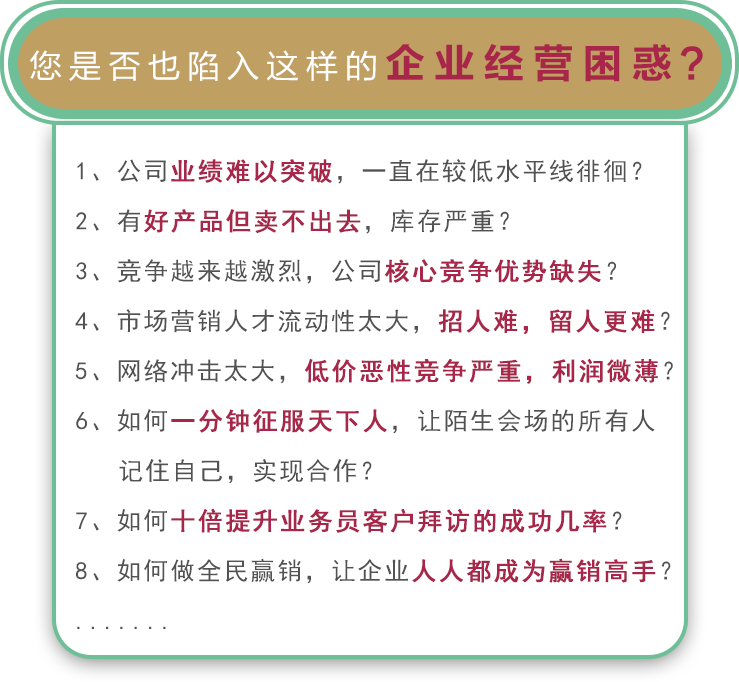 您是否也陷入这样的企业经营困惑？
1、公司业绩难以突破，一直在较低水平线徘徊？
2、有好产品但卖不出去，库存严重？
3、竞争越来越激烈，公司核心竞争优势缺失？
4、市场营销人才流动性太大，招人难，留人更难？
5、网络冲击太大，低价恶性竞争严重，利润微薄？
6、如何一分钟征服天下人，让陌生会场的所有人
记住自己，实现合作？
7、如何十倍提升业务员客户拜访的成功几率？
8、如何做全民赢销，让企业人人都成为赢销高手？
.......